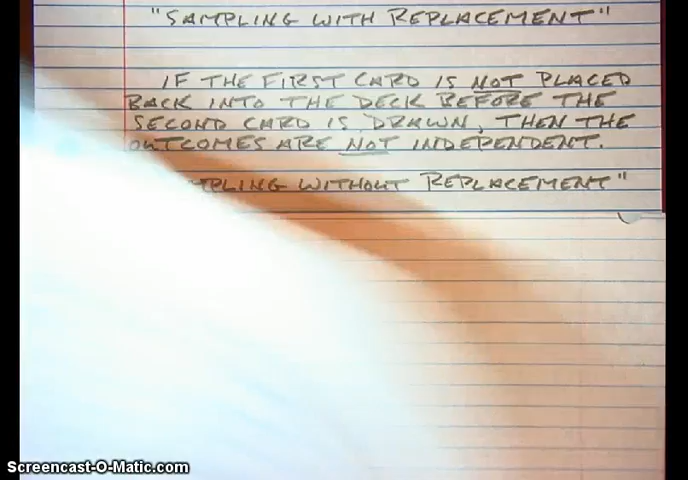 "SAMPLING WITH REPLACEMENT"
IF THE FIRST CARD IS NOT PLACED
BACK INTO THE DECK BEFORE THE
SECOND CARD IS DRAWN, THEN THE
OUTCOMES ARE NOT INDEPENDENT.
PLING WITHOUT REPLACEMENT"
Screencast-O-Matic.com